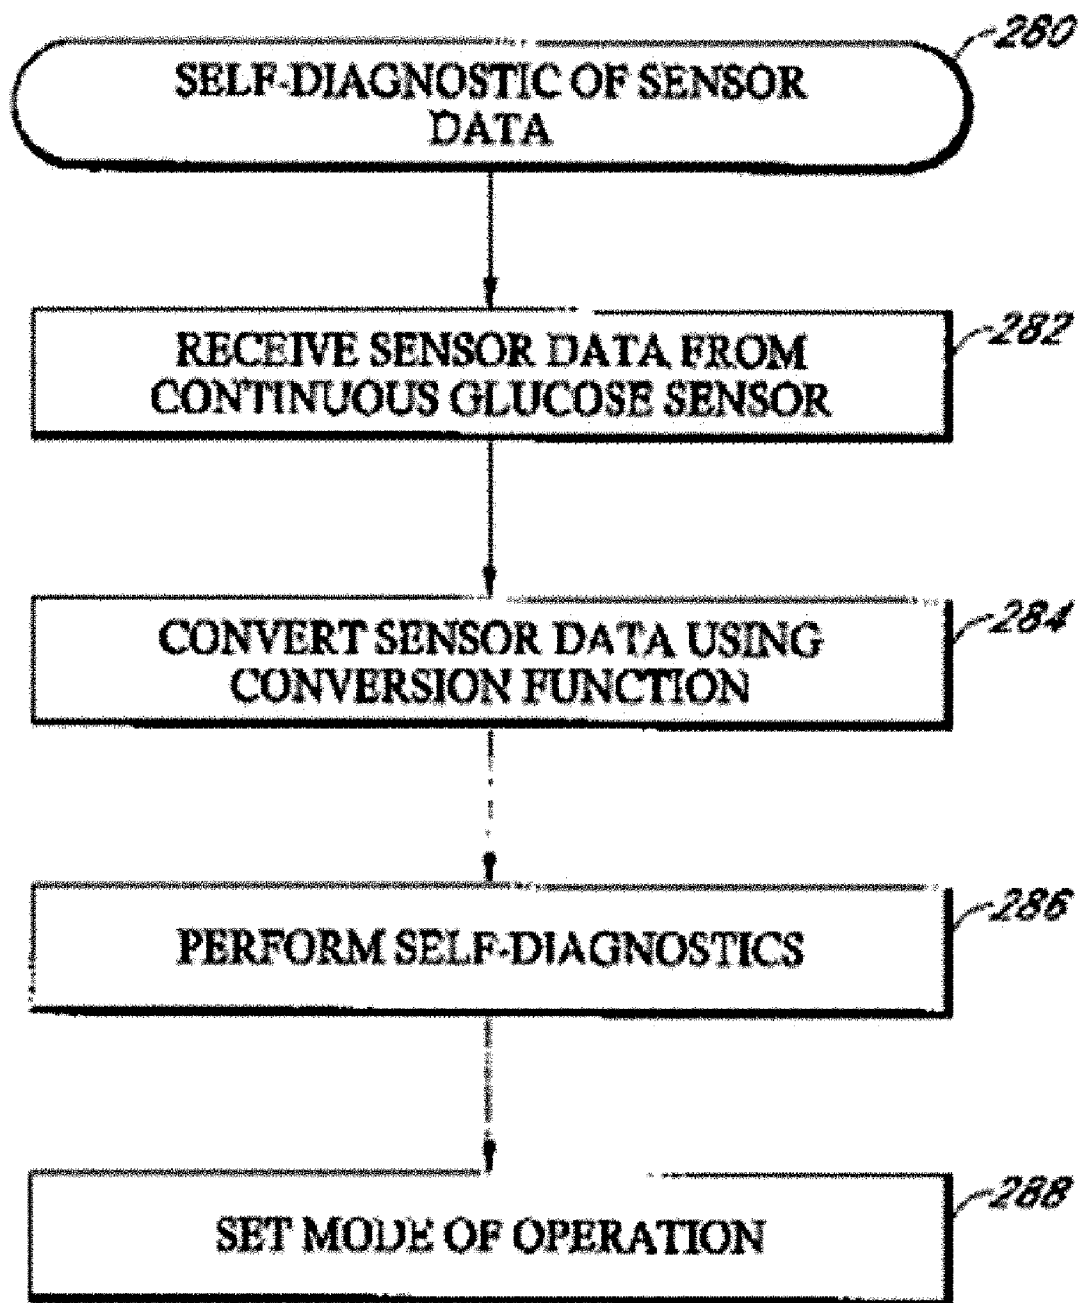 280
SELF-DIAGNOSTIC OF SENSOR
DATA
282
RECEIVE SENSOR DATA FROM
CONTINUOUS GLUCOSE SENSOR
284
CONVERT SENSOR DATA USING
CONVERSION FUNCTION
286
PERFORM SELF-DIAGNOSTICS
288
SET MODE OF OPERATION